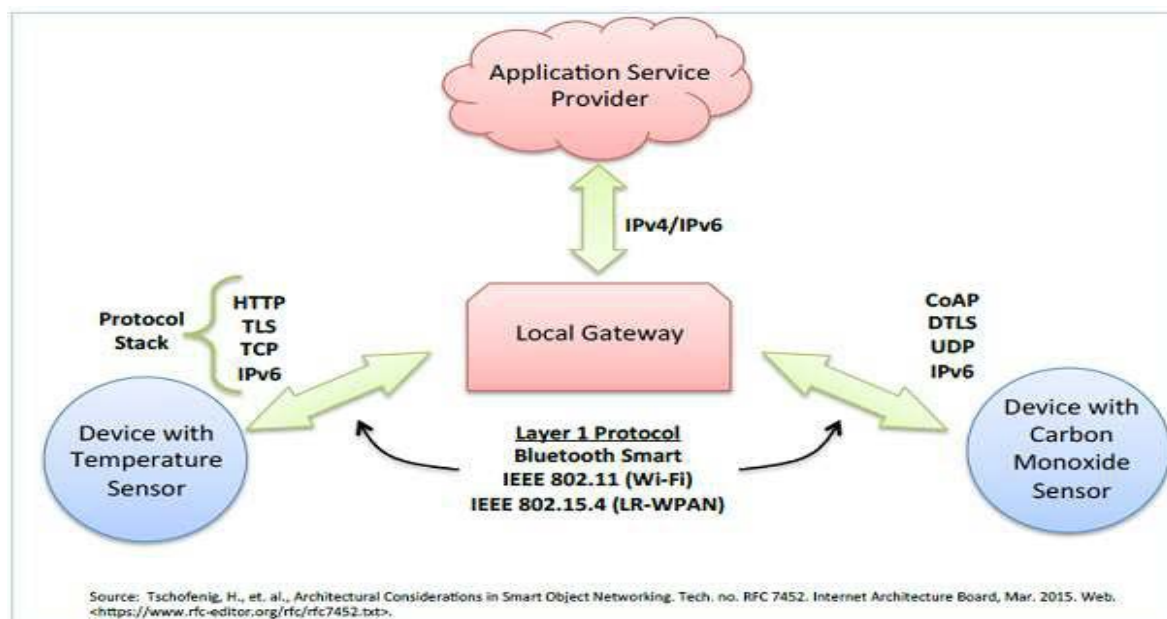 Application Service
Provider
IPv4/IPv6
Protocol
Stack
HTTP
TLS
TCP
IPv6
Local Gateway
CoAP
DTLS
UDP
IPv6
Device with
Temperature
Sensor
Layer 1 Protocol
Bluetooth Smart
IEEE 802.11 (Wi-Fi)
IEEE 802.15.4 (LR-WPAN)
Device with
Carbon
Monoxide
Sensor
Source: Tschofenig, H., et. al., Architectural Considerations in Smart Object Networking. Tech. no. RFC 7452. Internet Architecture Board, Mar. 2015. Web.
<https://www.rfc-editor.org/rfc/rfc7452.txt>.